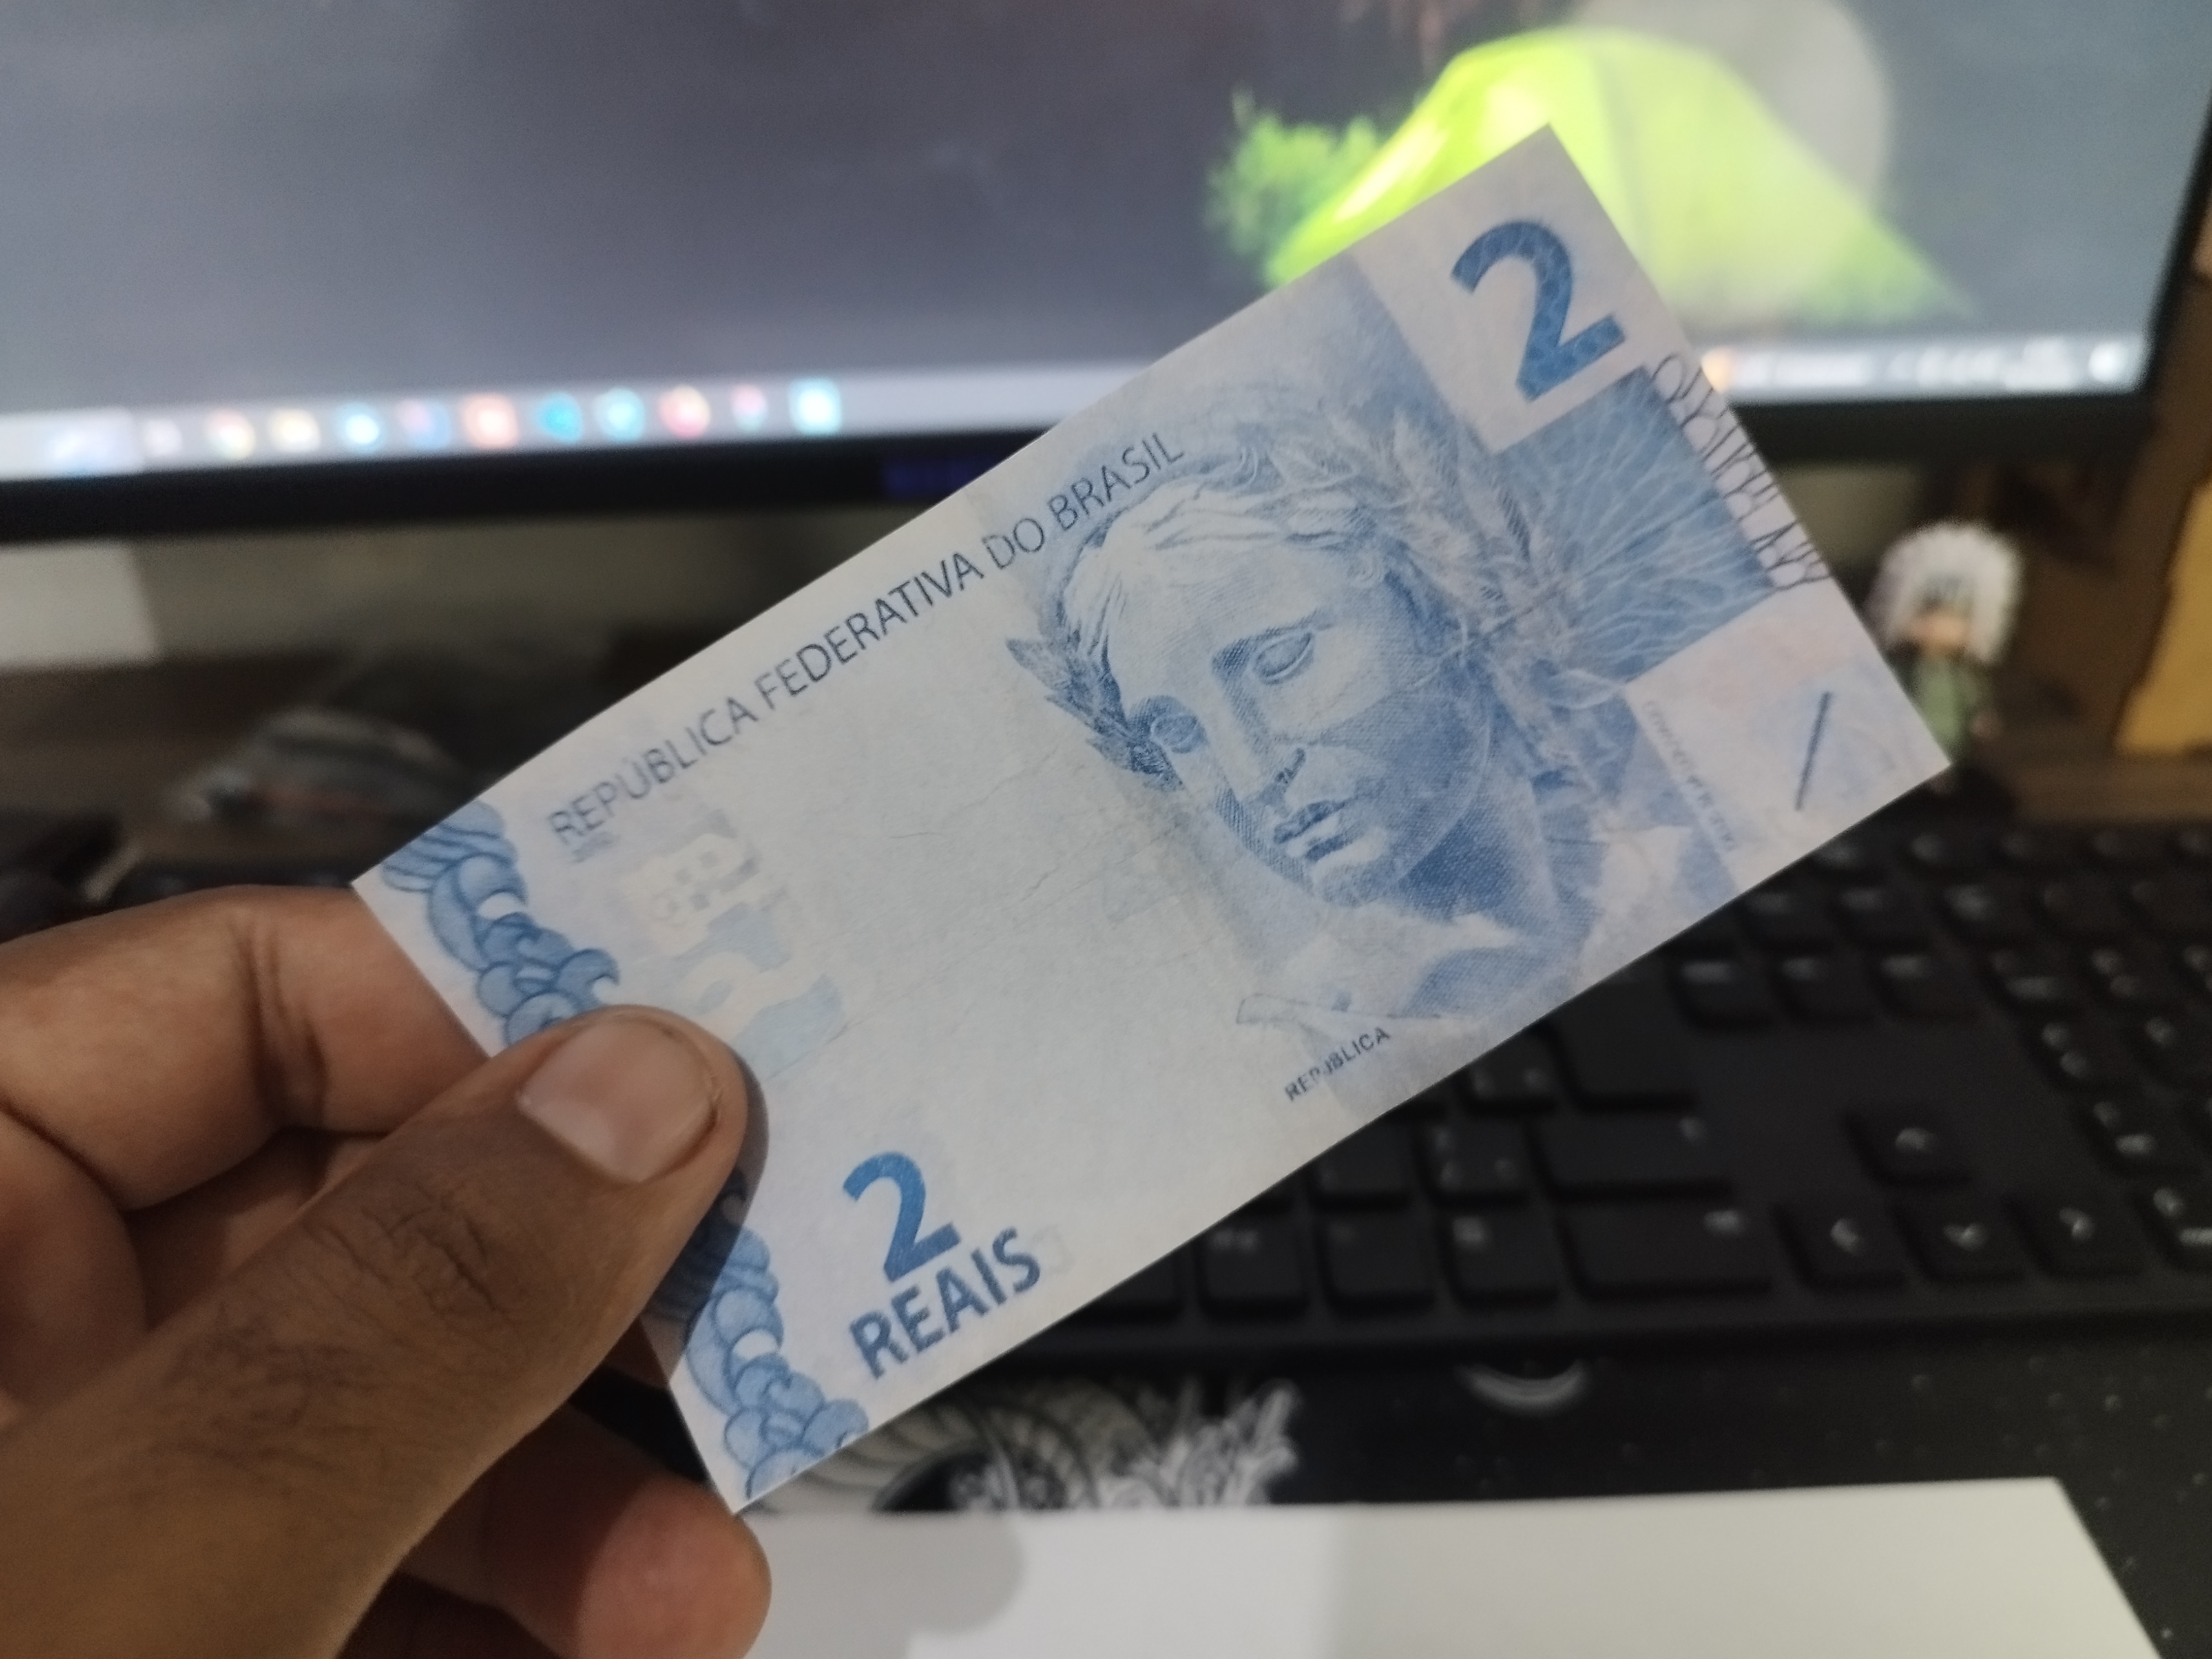 2
REPÚBLICA FEDERATIVA DO BRASIL
REPÚBLICA
2
REAIS